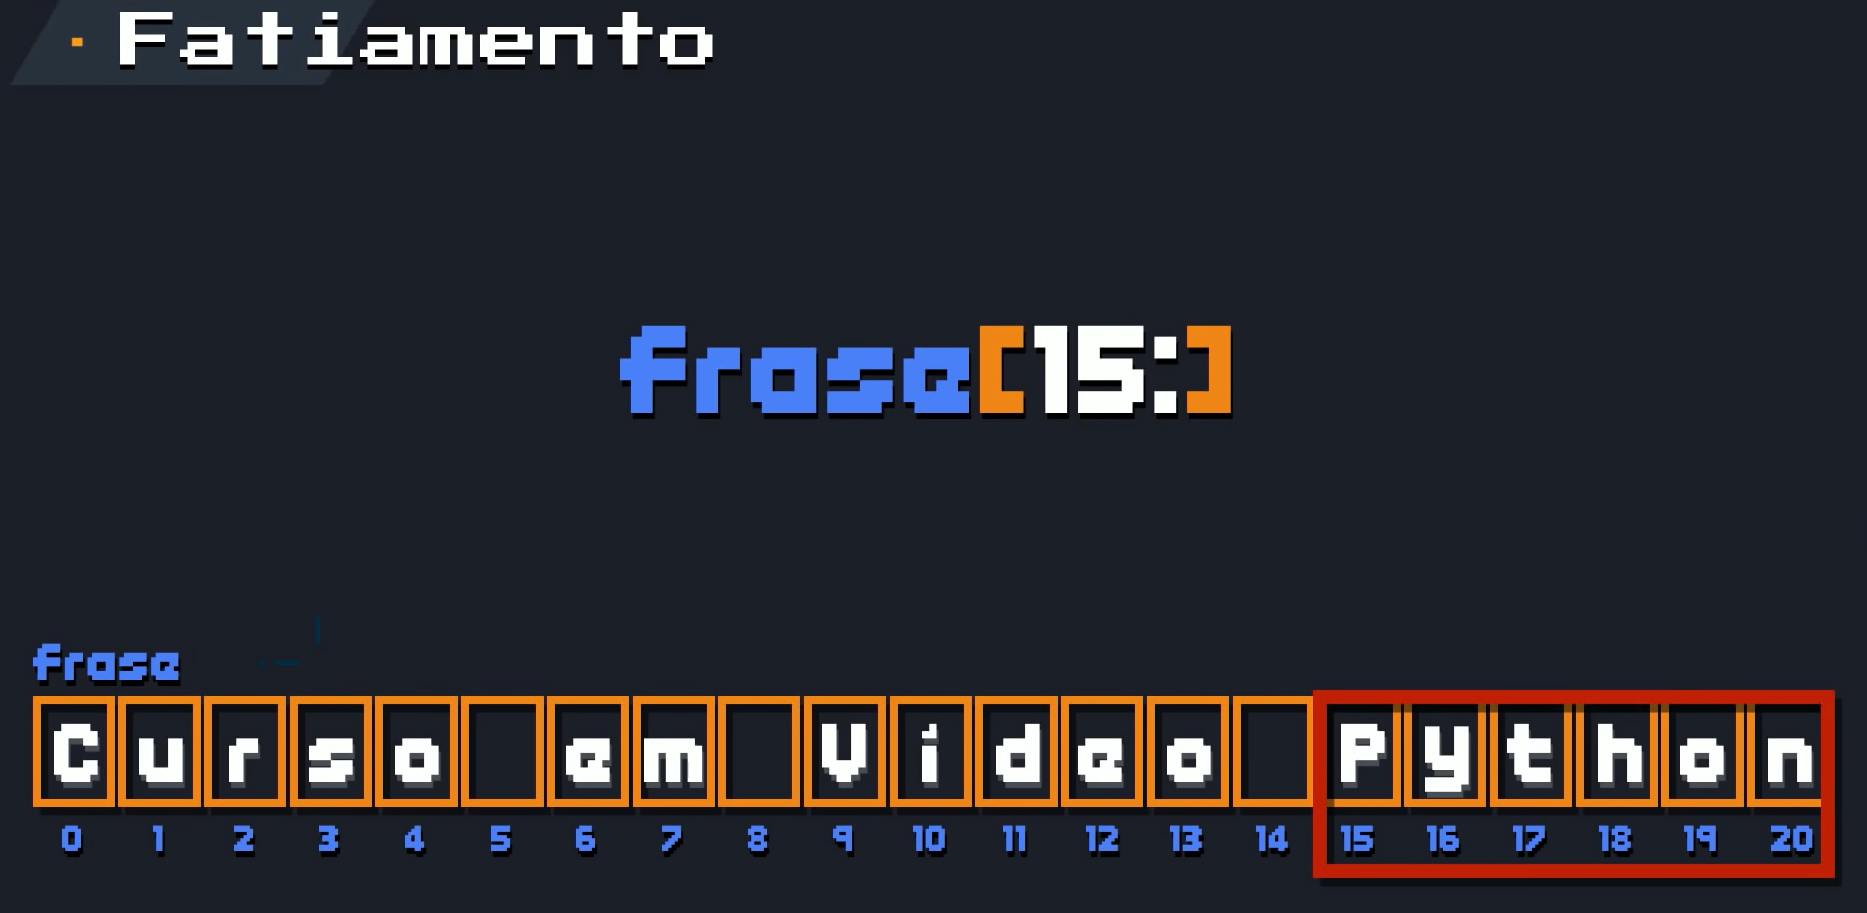 · Fatiamento
frase[15:]
frase
C u r s o e m V i d e o P y t h o n
0 1 2 3 4 5 6 7 8 9 10 11 12 13 14 15 16 17 18 19 20